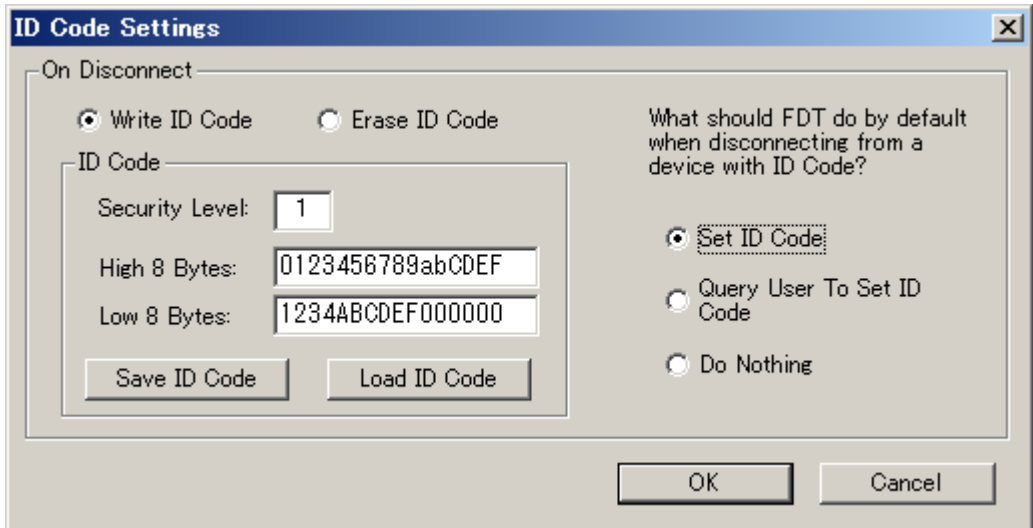 ID Code Settings
On Disconnect
Write ID Code
Erase ID Code
ID Code
Security Level: 1
High 8 Bytes: 0123456789abCDEF
Low 8 Bytes: 1234ABCDEF000000
Save ID Code
Load ID Code
What should FDT do by default
when disconnecting from a
device with ID Code?
Set ID Code
Query User To Set ID
Code
Do Nothing
OK
Cancel